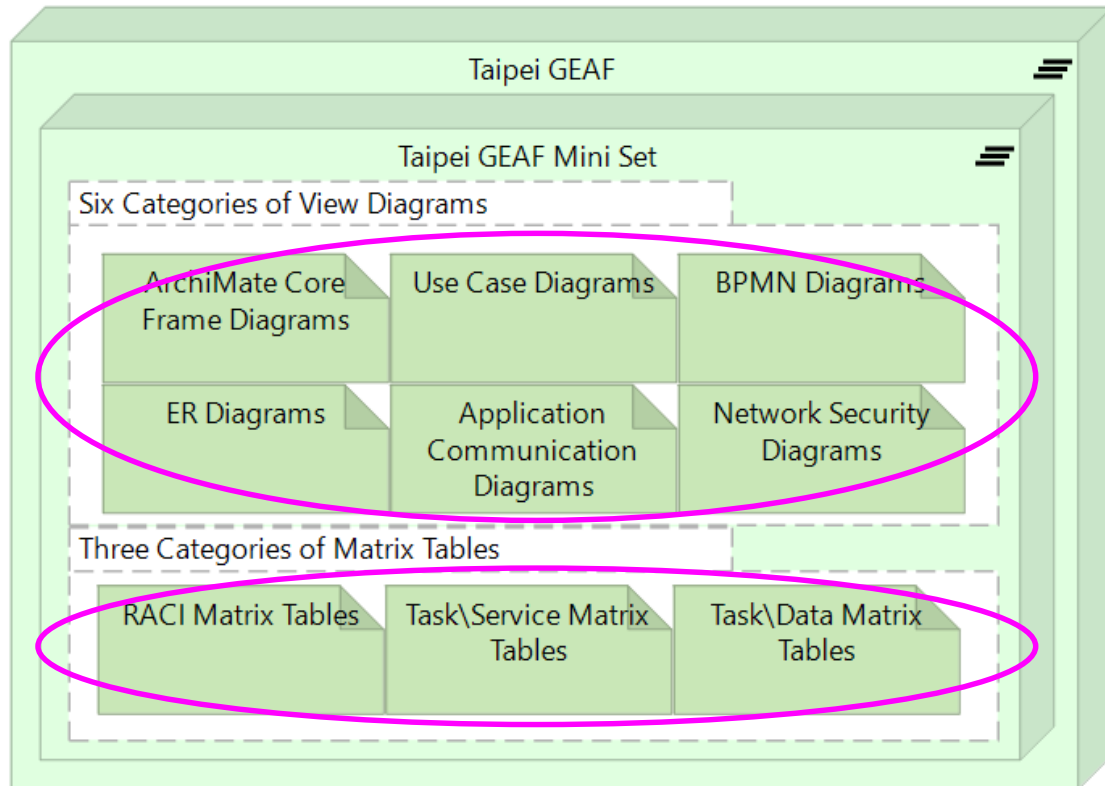 Taipei GEAF
Taipei GEAF Mini Set
Six Categories of View Diagrams
ArchiMate Core
Frame Diagrams
Use Case Diagrams
BPMN Diagrams
ER Diagrams
Application
Communication
Diagrams
Network Security
Diagrams
Three Categories of Matrix Tables
RACI Matrix Tables
Task\Service Matrix
Tables
Task\Data Matrix
Tables